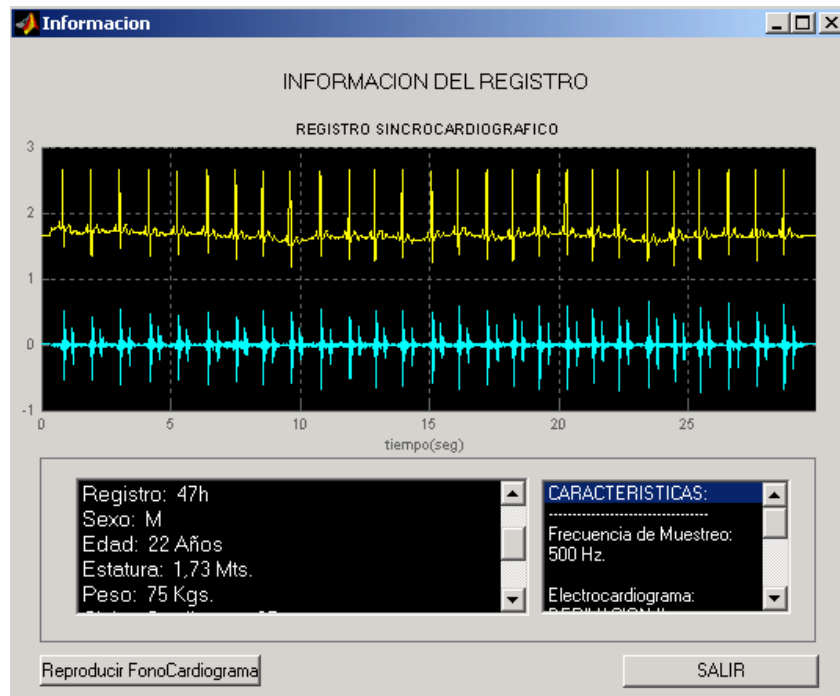 Informacion
INFORMACION DEL REGISTRO
REGISTRO SINCROCARDIOGRAFICO
3
2
1
0
-1
0 5 10 15 20 25
tiempo(seg)
Registro: 47h
Sexo: M
Edad: 22 Años
Estatura: 1,73 Mts.
Peso: 75 Kgs.
CARACTERISTICAS:
--------------------------------
Frecuencia de Muestreo:
500 Hz.
Electrocardiograma:
Reproducir FonoCardiograma
SALIR